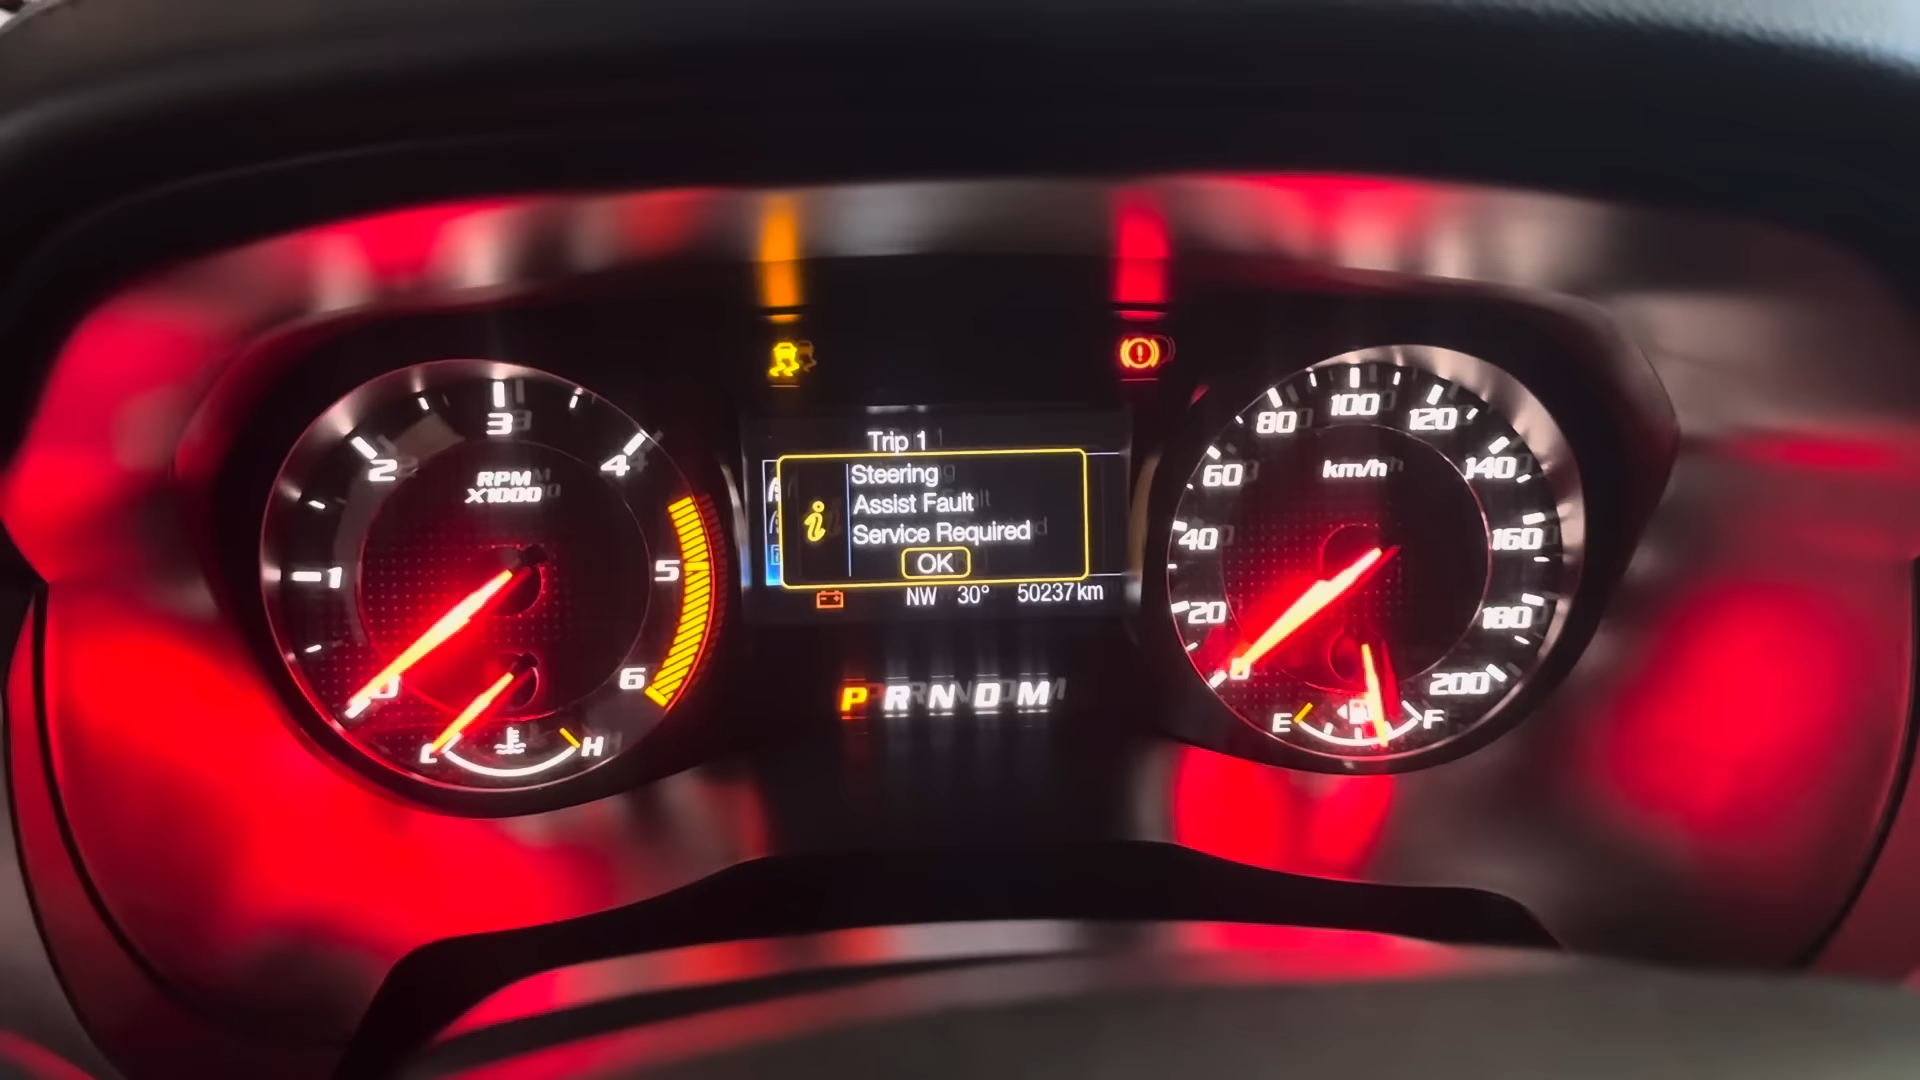 3
2
4
RPM
X1000
1
5
0
6
C
H
Trip 1
Steering
Assist Fault
Service Required
OK
NW 30° 50237 km
P R N D M
80 100 120
60
km/h
140
40
160
20
180
0
200
E
F